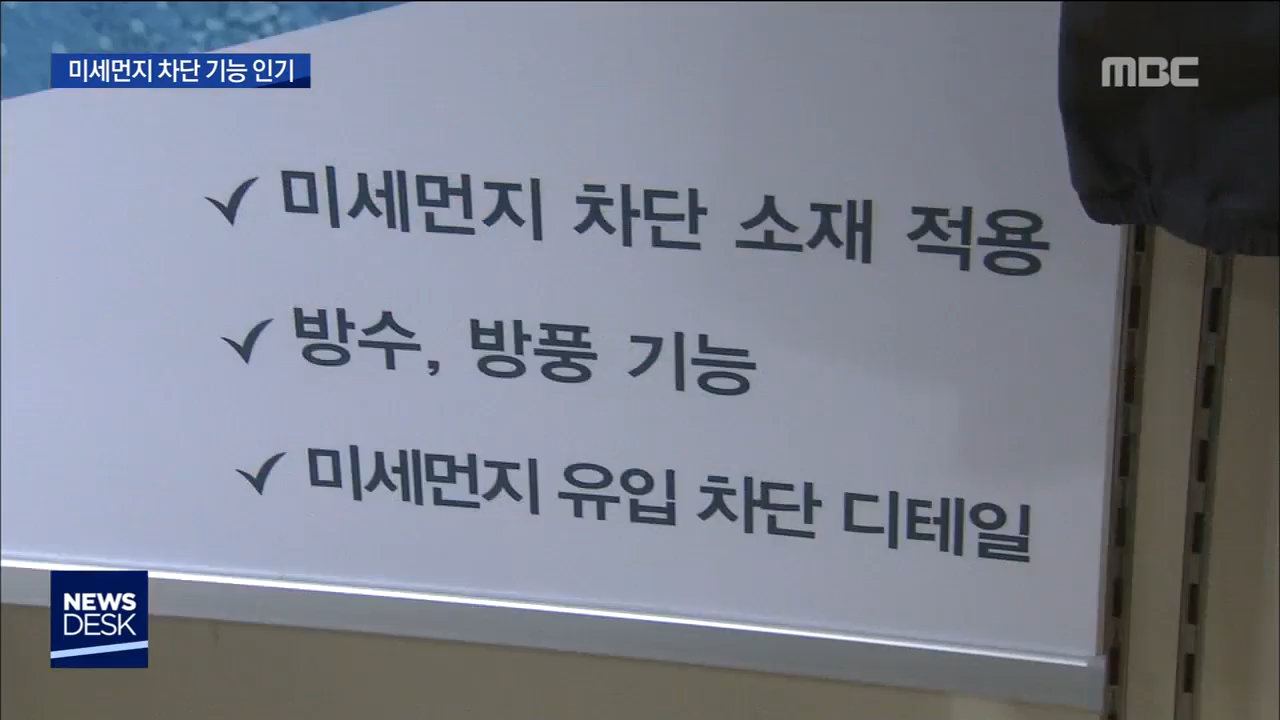 미세먼지 차단 기능 인기
MBC
✓ 미세먼지 차단 소재 적용
✓ 방수, 방풍 기능
✓ 미세먼지 유입 차단 디테일
NEWS
DESK